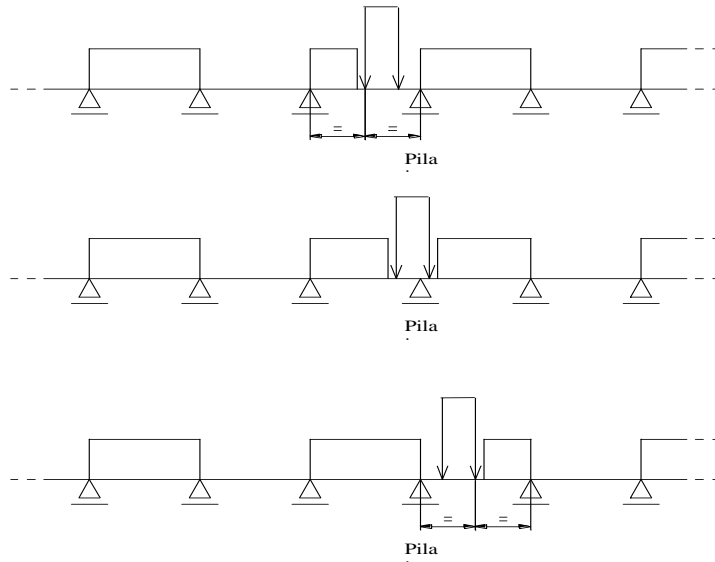 = =
Pila
Pila
= =
Pila